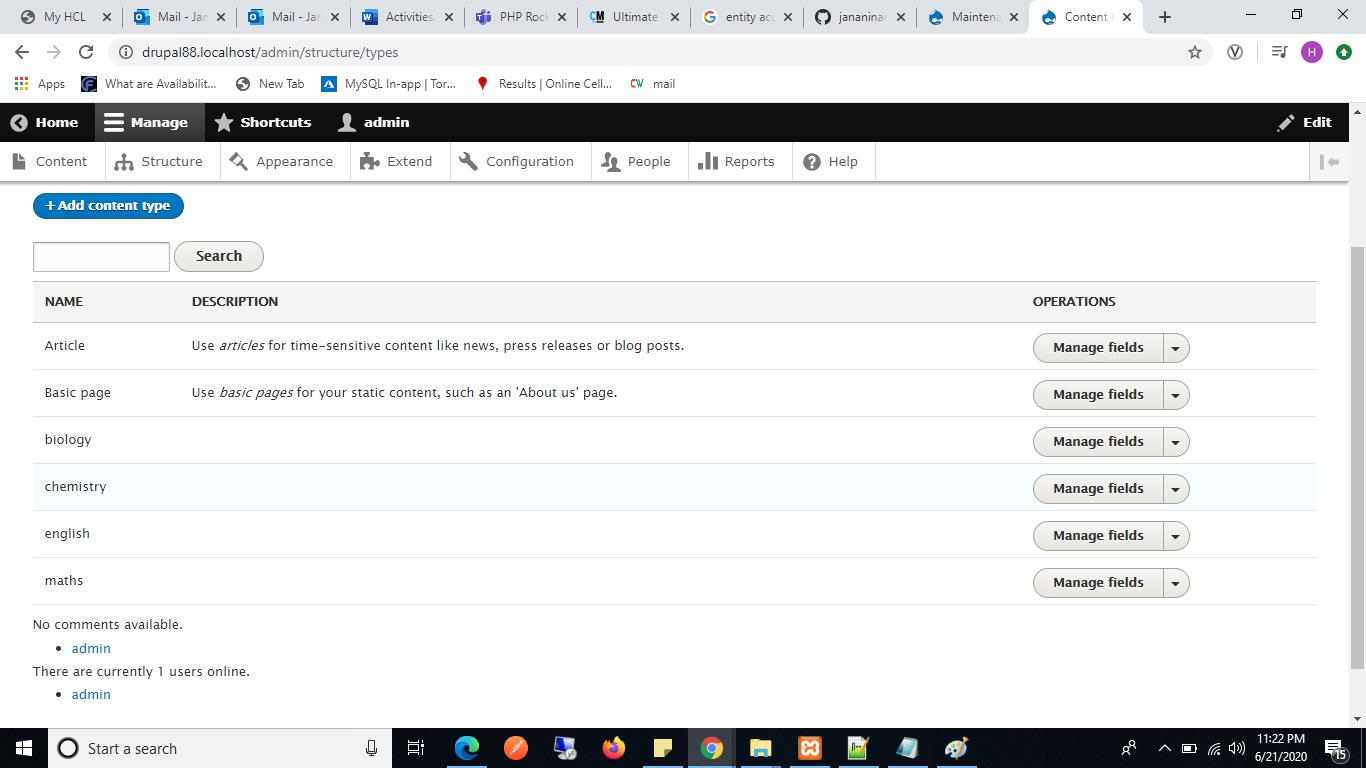 My HCL
Mail - Jar
Mail - Jar
Activities.
PHP Rock
CM Ultimate
entity acc
jananinar
Maintena
Content t
drupal88.localhost/admin/structure/types
H
Apps
What are Availabilit...
New Tab
MySQL In-app | Tor...
Results | Online Cell...
CW mail
Home
Manage
Shortcuts
admin
Edit
Content
Structure
Appearance
Extend
Configuration
People
Reports
Help
+ Add content type
Search
NAME DESCRIPTION OPERATIONS
Article Use articles for time-sensitive content like news, press releases or blog posts. Manage fields
Basic page Use basic pages for your static content, such as an 'About us' page. Manage fields
biology Manage fields
chemistry Manage fields
english Manage fields
maths Manage fields
No comments available.
admin
There are currently 1 users online.
admin
Start a search
11:22 PM
6/21/2020
15